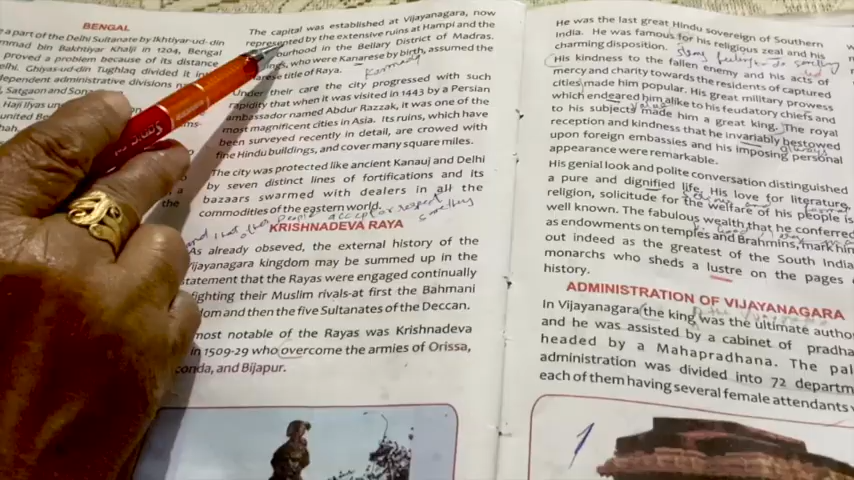 BENGAL
a part of the Delhi Sultanate by Ikhtiyar-ud-din
mmad bin Bakhtiyar Khalji in 1204, Bengal
proved a problem because of its distance
Delhi. Ghiyas-ud-din Tughlaq divided it
dependent administrative divisions
Satgaon and
Haji Ilyas
united B
the
The capital was established at Vijayanagara, now
represented by the extensive ruins at Hampi and the
ourhood in the Bellary District of Madras.
who were Kanarese by birth, assumed the
arese title of Raya.
Under their care the city progressed with such
rapidity that when it was visited in 1443 by a Persian
ambassador named Abdur Razzak, it was one of the
most magnificent cities in Asia. Its ruins, which have
been surveyed recently in detail, are crowded with
fine Hindu buildings, and cover many square miles.
The city was protected like ancient Kanauj and Delhi
by seven distinct lines of fortifications and its
bazaars swarmed with dealers in all the
commodities of the eastern world.
that other people accept or respect
something
KRISHNADEVA RAYA
As already observed, the external history of the
Vijayanagara kingdom may be summed up in the
statement that the Rayas were engaged continually
fighting their Muslim rivals-at first the Bahmani
dom and then the five Sultanates of the Deccan.
most notable of the Rayas was Krishnadeva
in 1509-29 who overcome the armies of Orissa,
conda, and Bijapur.
He was the last great Hindu sovereign of Southern
India. He was famous for his religious zeal and his
charming disposition.
His kindness to the fallen enemy and his acts of
mercy and charity towards the residents of captured
cities made him popular. His great military prowess
which endeared him alike to his feudatory chiefs and
to his subjects made him a great king. The royal
reception and kindness that he invariably bestowed
always
upon foreign embassies and his imposing personal
appearance were remarkable.
His genial look and polite conversation distinguished
a pure and dignified life. His love for literature,
religion, solicitude for the welfare of his people is
well known. The fabulous wealth that he conferred
as endowments on temples and Brahmins, mark him
out indeed as the greatest of the South India
monarchs who sheds a lustre on the pages
history.
ADMINISTRATION OF VIJAYANAGARA
In Vijayanagara the king was the ultimate autho
and he was assisted by a cabinet of pradha
headed by a Mahapradhana. The pal
administration was divided into 72 departm
each of them having several female attendants